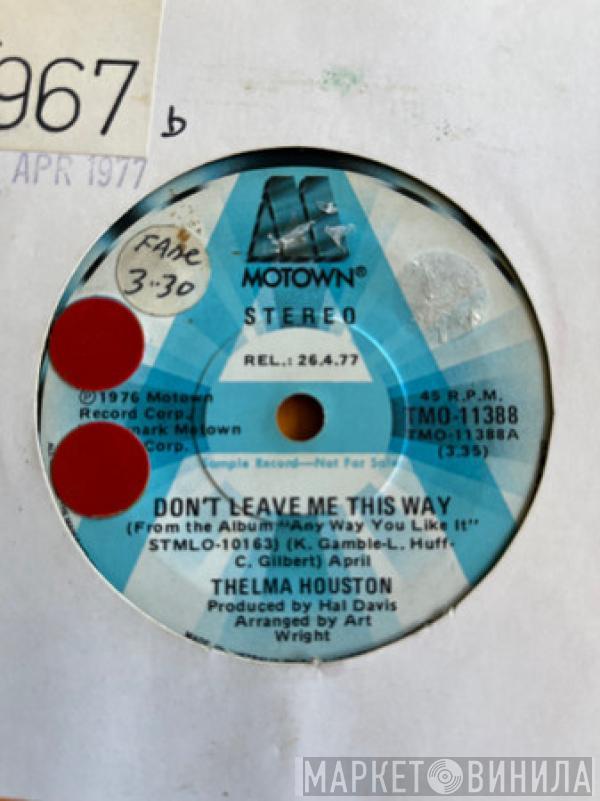 967 b
APR 1977
FADE
3..30
MOTOWN®
STEREO
REL.: 26.4.77
℗ 1976 Motown
Record Corp.
mark Motown
Corp.
45 R.P.M.
TMO-11388
TMO-11388A
(3.35)
Sample Record—Not For Sale
DON'T LEAVE ME THIS WAY
(From the Album "Any Way You Like It"
STMLO-10163) (K. Gamble-L. Huff-
C. Gilbert) April
THELMA HOUSTON
Produced by Hal Davis
Arranged by Art
Wright
МАРКЕТ ВИНИЛА